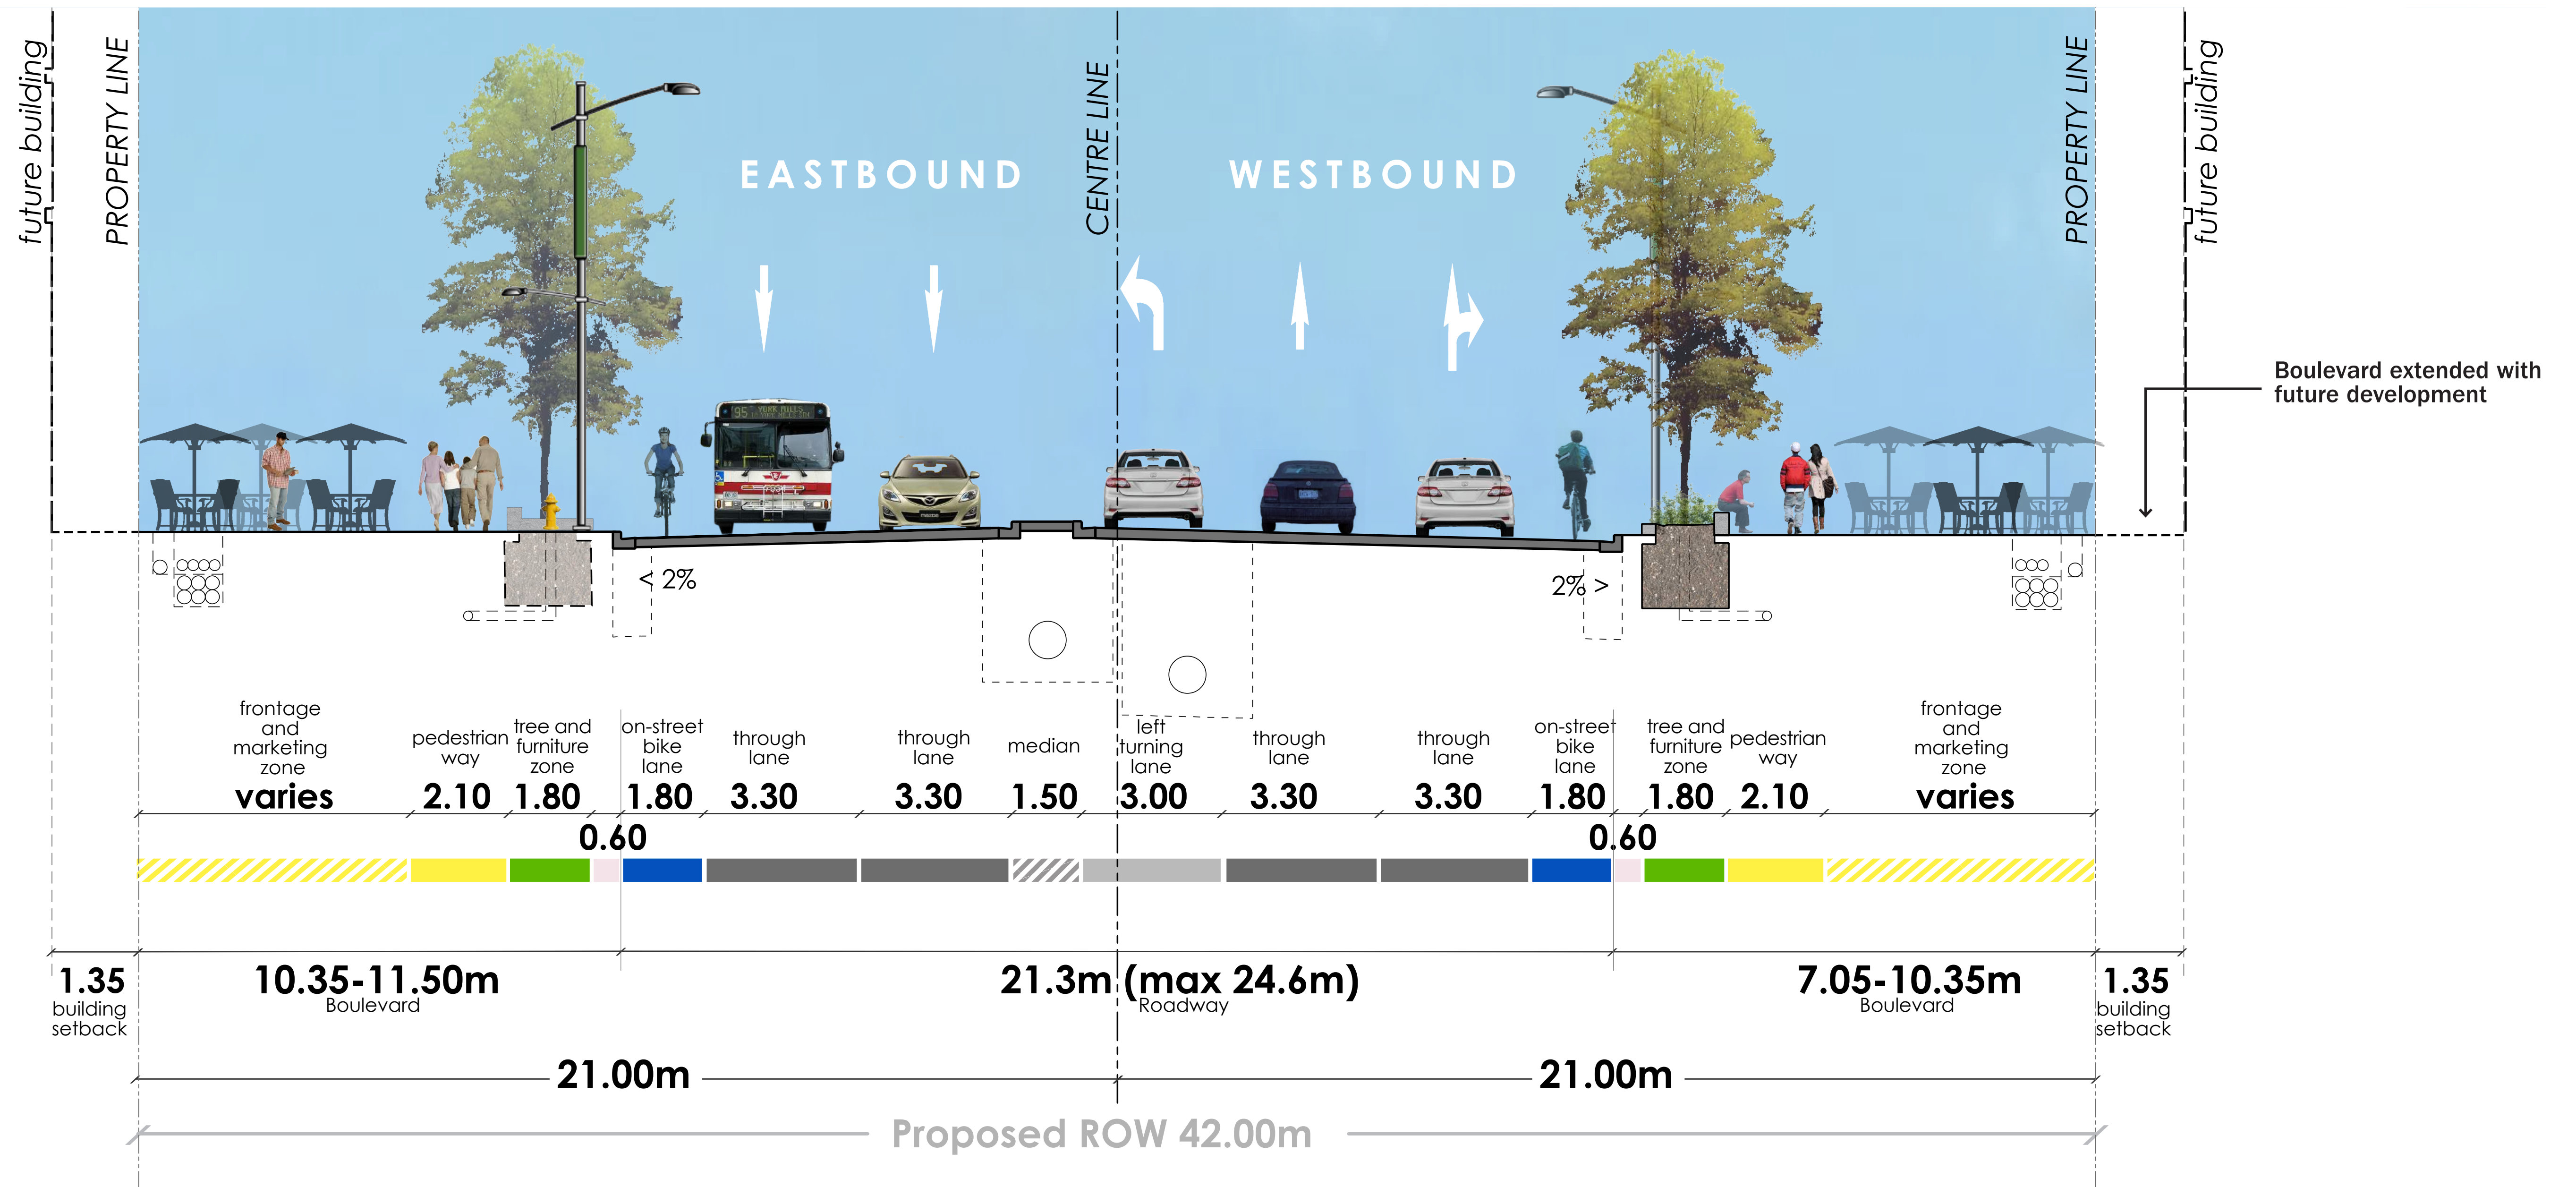 future building
PROPERTY LINE
CENTRE LINE
PROPERTY LINE
future building
EASTBOUND
WESTBOUND
Boulevard extended with
future development
95 YORK MILLS
< 2%
2% >
frontage
and
marketing
zone
varies
pedestrian
way
2.10
tree and
furniture
zone
1.80
0.60
on-street
bike
lane
1.80
through
lane
3.30
through
lane
3.30
median
1.50
left
turning
lane
3.00
through
lane
3.30
through
lane
3.30
on-street
bike
lane
1.80
0.60
tree and
furniture
zone
1.80
pedestrian
way
2.10
frontage
and
marketing
zone
varies
1.35
building
setback
10.35-11.50m
Boulevard
21.3m (max 24.6m)
Roadway
7.05-10.35m
Boulevard
1.35
building
setback
21.00m
21.00m
Proposed ROW 42.00m